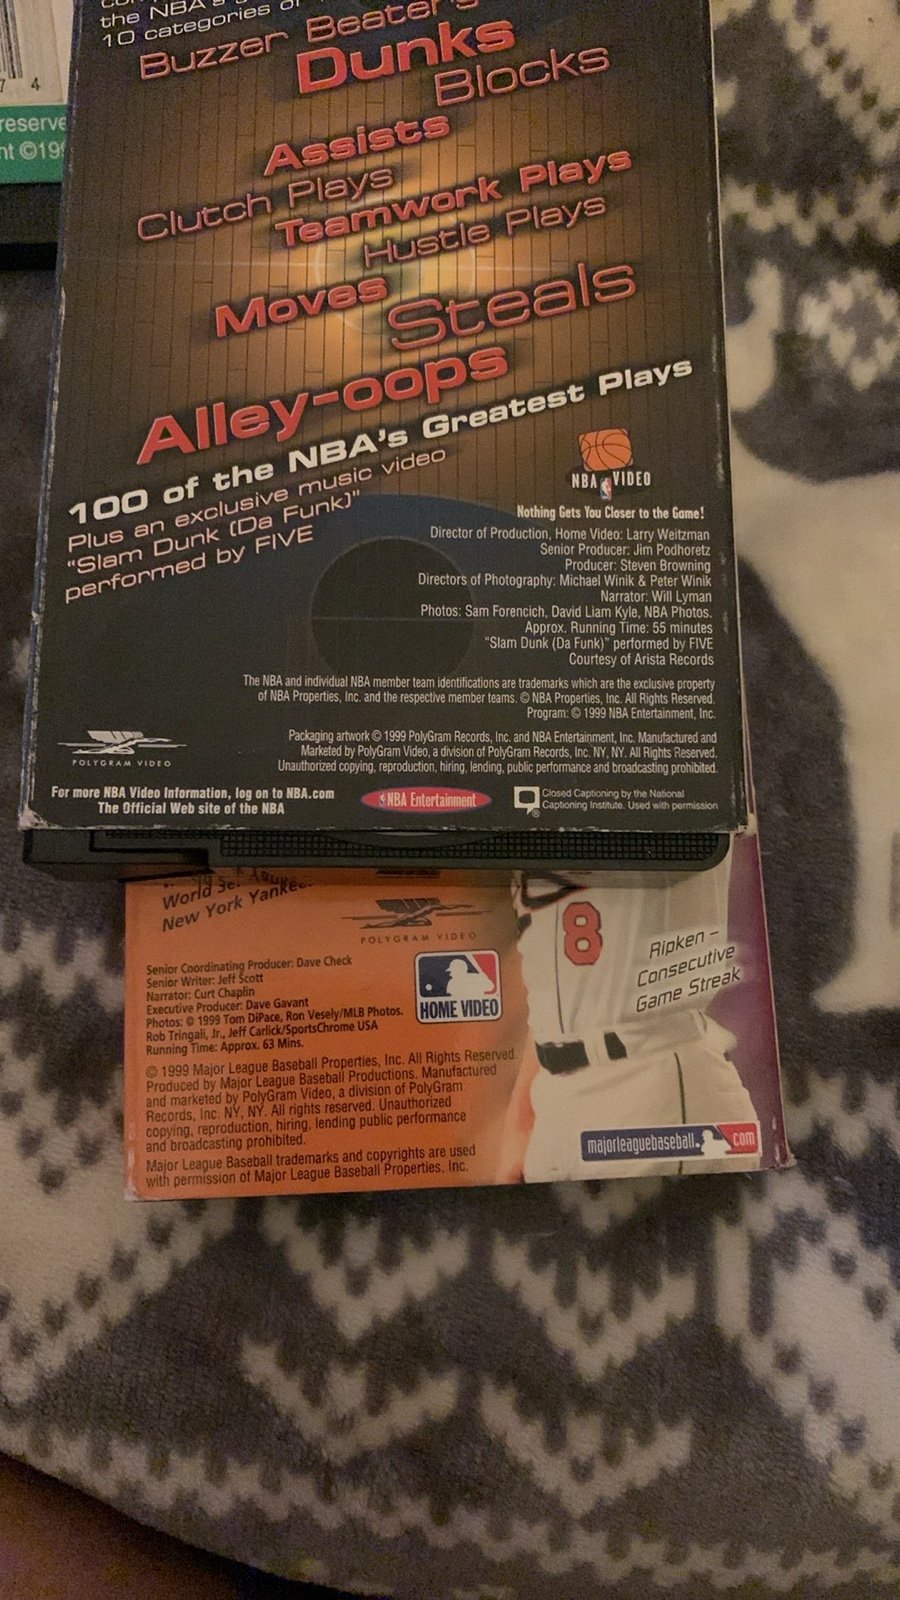 the NBA's
10 categories of
Buzzer Beaters
Dunks
Blocks
Assists
Clutch Plays
Teamwork Plays
Hustle Plays
Moves
Steals
Alley-oops
100 of the NBA's Greatest Plays
Plus an exclusive music video
"Slam Dunk (Da Funk)"
performed by FIVE
NBA VIDEO
Nothing Gets You Closer to the Game!
Director of Production, Home Video: Larry Weitzman
Senior Producer: Jim Podhoretz
Producer: Steven Browning
Directors of Photography: Michael Winik & Peter Winik
Narrator: Will Lyman
Photos: Sam Forencich, David Liam Kyle, NBA Photos.
Approx. Running Time: 55 minutes
"Slam Dunk (Da Funk)" performed by FIVE
Courtesy of Arista Records
The NBA and individual NBA member team identifications are trademarks which are the exclusive property
of NBA Properties, Inc. and the respective member teams. © NBA Properties, Inc. All Rights Reserved.
Program: © 1999 NBA Entertainment, Inc.
Packaging artwork © 1999 PolyGram Records, Inc. and NBA Entertainment, Inc. Manufactured and
Marketed by PolyGram Video, a division of PolyGram Records, Inc. NY, NY. All Rights Reserved.
Unauthorized copying, reproduction, hiring, lending, public performance and broadcasting prohibited.
POLYGRAM VIDEO
For more NBA Video Information, log on to NBA.com
The Official Web site of the NBA
NBA Entertainment
Closed Captioning by the National
Captioning Institute. Used with permission
7 4
reserve
©199
World
New York Yankee
POLYGRAM VIDEO
HOME VIDEO
Senior Coordinating Producer: Dave Check
Senior Writer: Jeff Scott
Narrator: Curt Chaplin
Executive Producer: Dave Gavant
Photos: © 1999 Tom DiPace, Ron Vesely/MLB Photos.
Rob Tringali, Jr., Jeff Carlick/SportsChrome USA
Running Time: Approx. 63 Mins.
© 1999 Major League Baseball Properties, Inc. All Rights Reserved.
Produced by Major League Baseball Productions. Manufactured
and marketed by PolyGram Video, a division of PolyGram
Records, Inc. NY, NY. All rights reserved. Unauthorized
copying, reproduction, hiring, lending public performance
and broadcasting prohibited.
Major League Baseball trademarks and copyrights are used
with permission of Major League Baseball Properties. Inc.
8
Ripken –
Consecutive
Game Streak
majorleaguebaseball.com